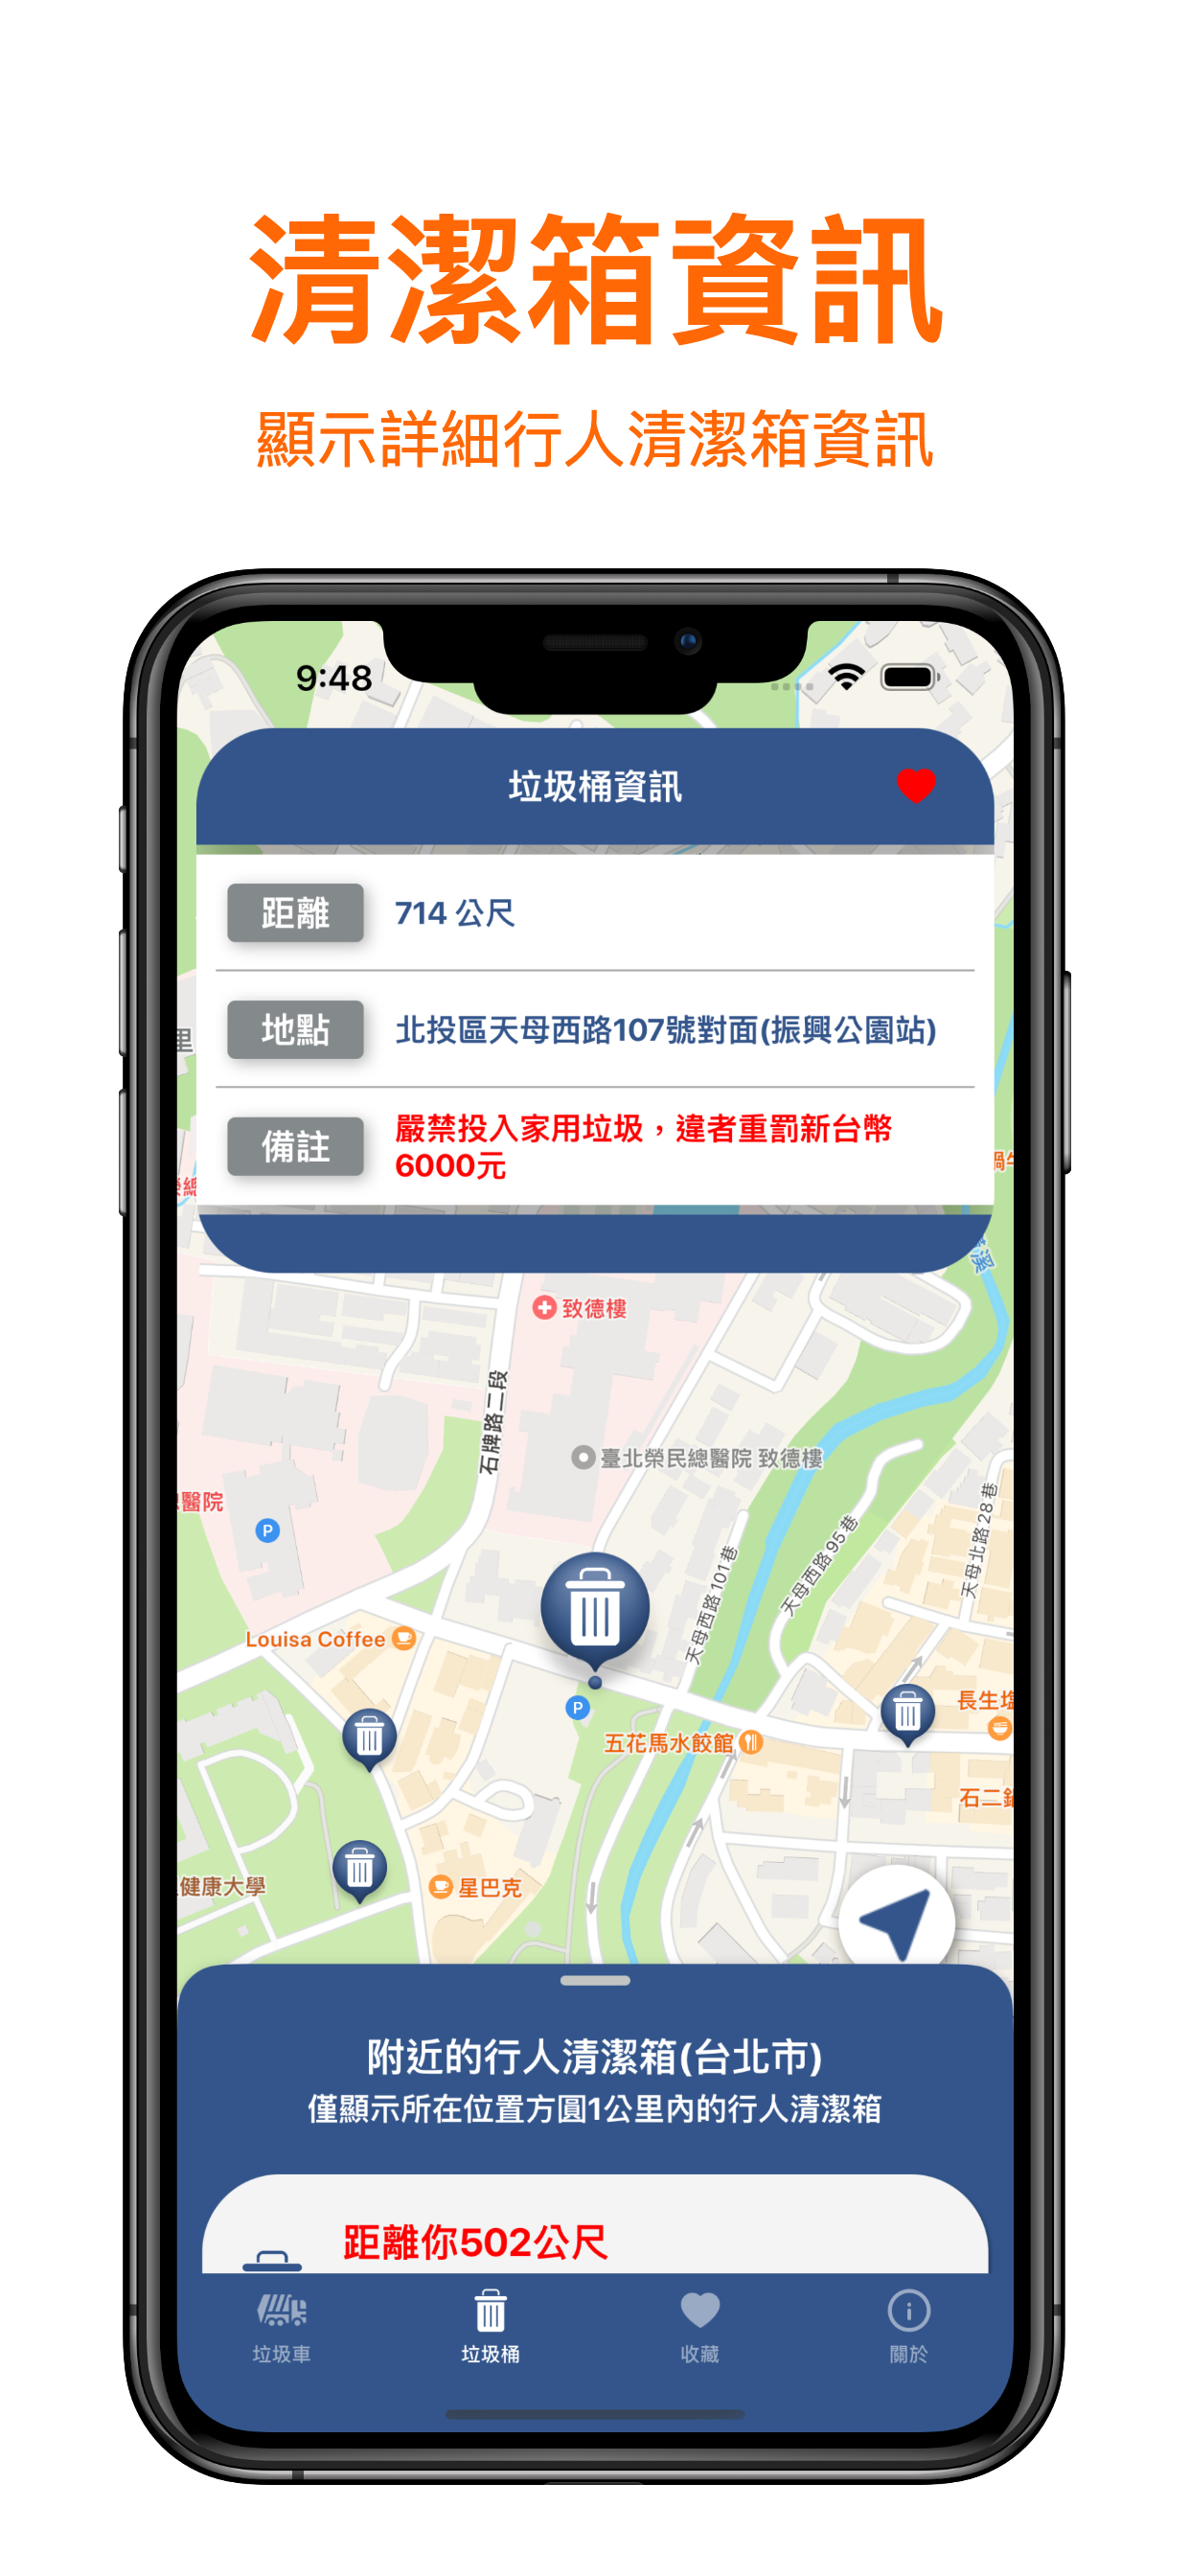 清潔箱資訊
顯示詳細行人清潔箱資訊
9:48
垃圾桶資訊
距離
714 公尺
地點
北投區天母西路107號對面(振興公園站)
備註
嚴禁投入家用垃圾，違者重罰新台幣
6000元
里
溪
致德樓
石牌路二段
臺北榮民總醫院 致德樓
醫院
P
天母北路28巷
天母西路95巷
天母西路101巷
Louisa Coffee
P
長生塩
五花馬水餃館
石二鍋
健康大學
星巴克
附近的行人清潔箱(台北市)
僅顯示所在位置方圓1公里內的行人清潔箱
距離你502公尺
垃圾車
垃圾桶
收藏
關於